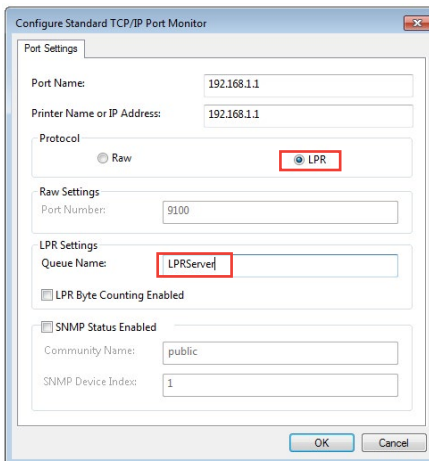 Configure Standard TCP/IP Port Monitor
Port Settings
Port Name: 192.168.1.1
Printer Name or IP Address: 192.168.1.1
Protocol
Raw LPR
Raw Settings
Port Number: 9100
LPR Settings
Queue Name: LPRServer
LPR Byte Counting Enabled
SNMP Status Enabled
Community Name: public
SNMP Device Index: 1
OK Cancel